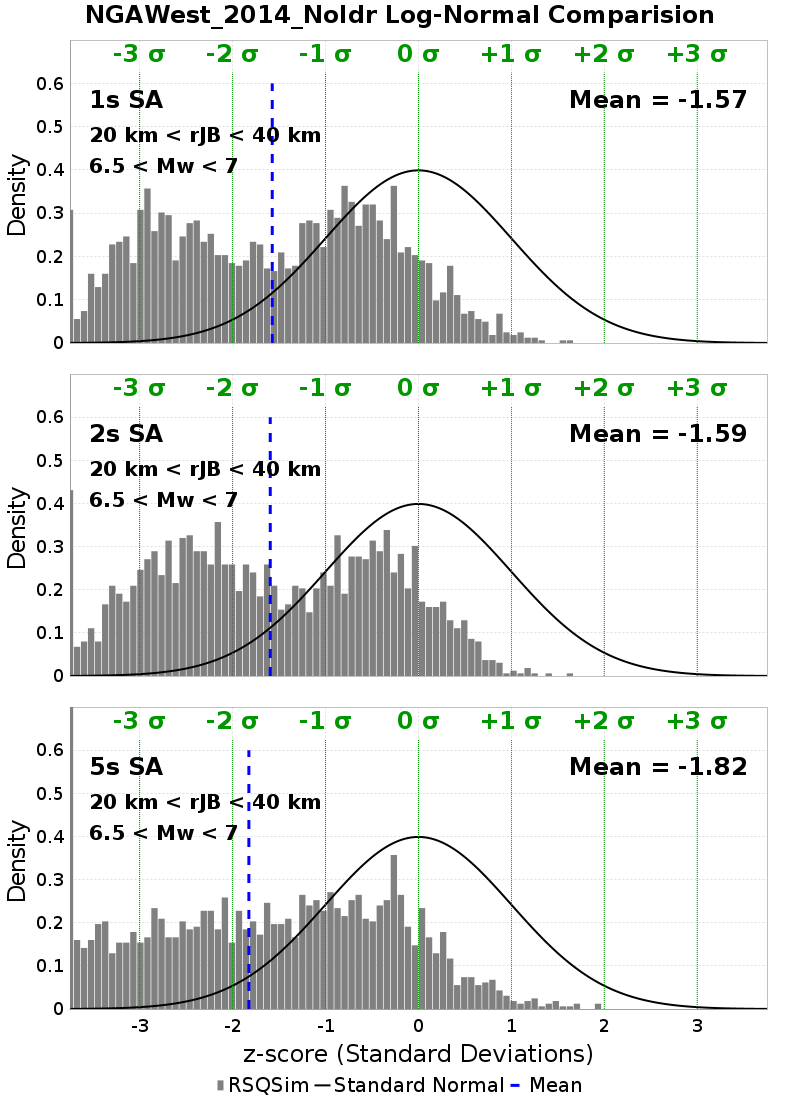 NGAWest_2014_NoIdr Log-Normal Comparision
-3 σ -2 σ -1 σ 0 σ +1 σ +2 σ +3 σ
1s SA
Mean = -1.57
20 km < rJB < 40 km
6.5 < Mw < 7
Density
0.6
0.5
0.4
0.3
0.2
0.1
0
-3 σ -2 σ -1 σ 0 σ +1 σ +2 σ +3 σ
2s SA
Mean = -1.59
20 km < rJB < 40 km
6.5 < Mw < 7
Density
0.6
0.5
0.4
0.3
0.2
0.1
0
-3 σ -2 σ -1 σ 0 σ +1 σ +2 σ +3 σ
5s SA
Mean = -1.82
20 km < rJB < 40 km
6.5 < Mw < 7
Density
0.6
0.5
0.4
0.3
0.2
0.1
0
-3 -2 -1 0 1 2 3
z-score (Standard Deviations)
RSQSim Standard Normal Mean